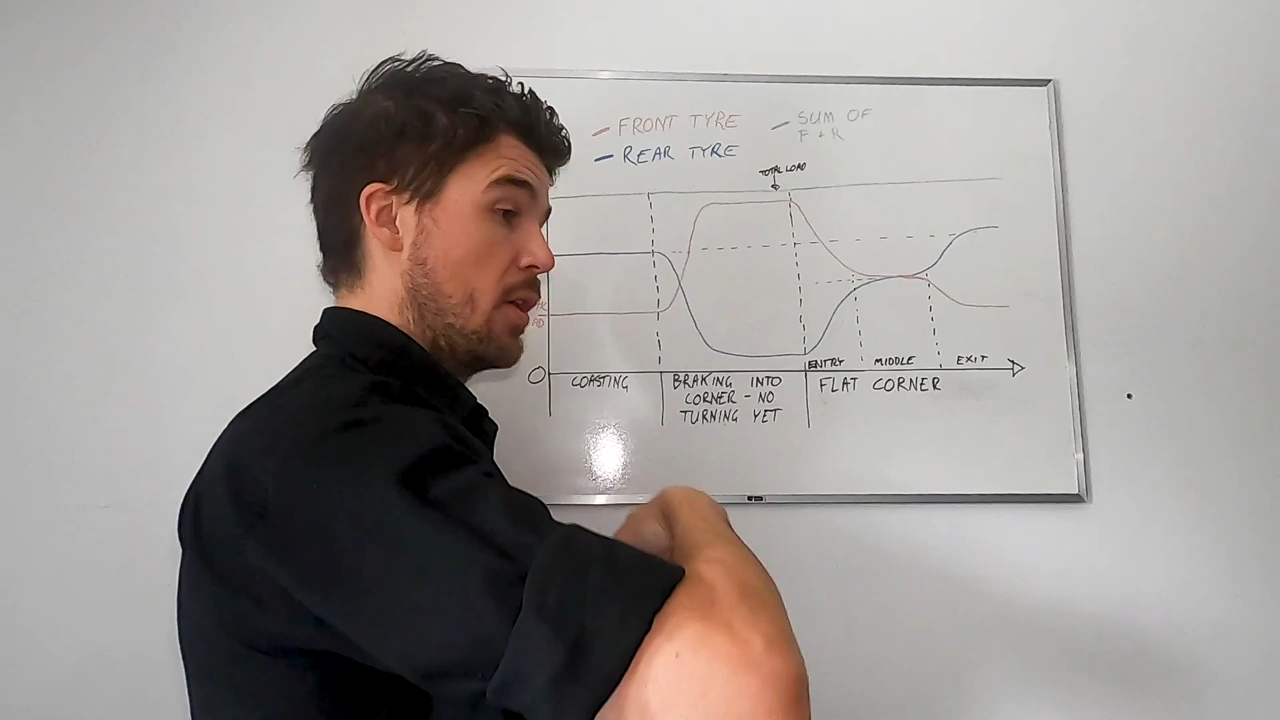 FRONT TYRE
SUM OF
F + R
REAR TYRE
TOTAL LOAD
O
COASTING
BRAKING INTO
CORNER - NO
TURNING YET
ENTRY
MIDDLE
EXIT
FLAT CORNER